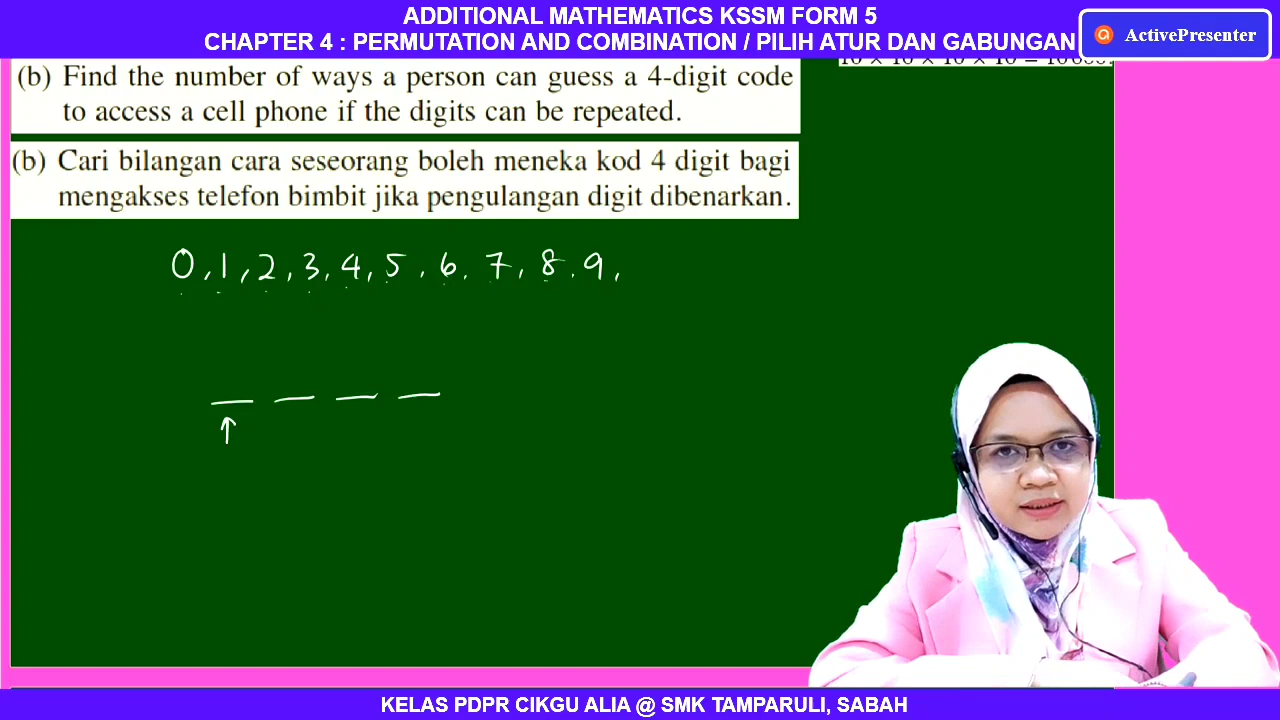 ADDITIONAL MATHEMATICS KSSM FORM 5
CHAPTER 4 : PERMUTATION AND COMBINATION / PILIH ATUR DAN GABUNGAN
ActivePresenter
(b) Find the number of ways a person can guess a 4-digit code
to access a cell phone if the digits can be repeated.
(b) Cari bilangan cara seseorang boleh meneka kod 4 digit bagi
mengakses telefon bimbit jika pengulangan digit dibenarkan.
0, 1, 2, 3, 4, 5, 6, 7, 8, 9,
KELAS PDPR CIKGU ALIA @ SMK TAMPARULI, SABAH